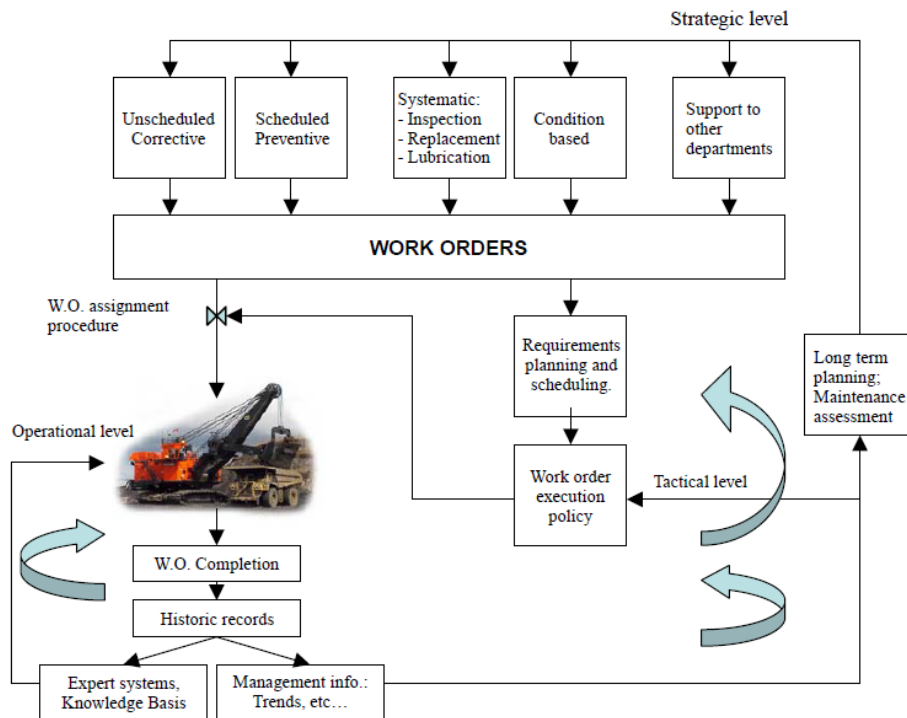 Strategic level
Unscheduled
Corrective
Scheduled
Preventive
Systematic:
- Inspection
- Replacement
- Lubrication
Condition
based
Support to
other
departments
WORK ORDERS
W.O. assignment
procedure
Requirements
planning and
scheduling.
Long term
planning;
Maintenance
assessment
Operational level
Work order
execution
policy
Tactical level
W.O. Completion
Historic records
Expert systems,
Knowledge Basis
Management info.:
Trends, etc…